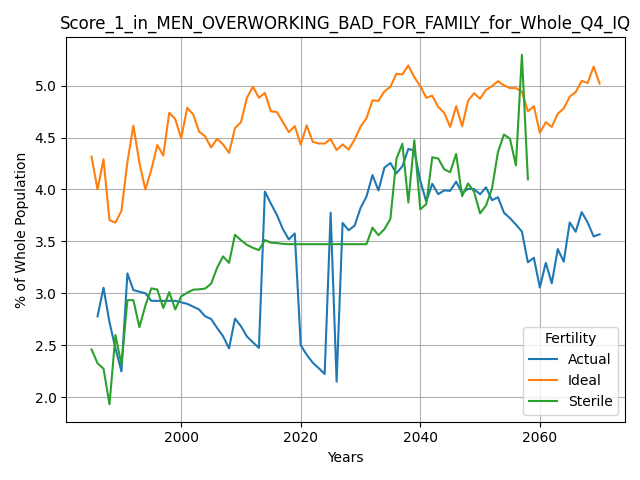 Score_1_in_MEN_OVERWORKING_BAD_FOR_FAMILY_for_Whole_Q4_IQ
% of Whole Population
5.0
4.5
4.0
3.5
3.0
2.5
2.0
Fertility
Actual
Ideal
Sterile
2000
2020
2040
2060
Years